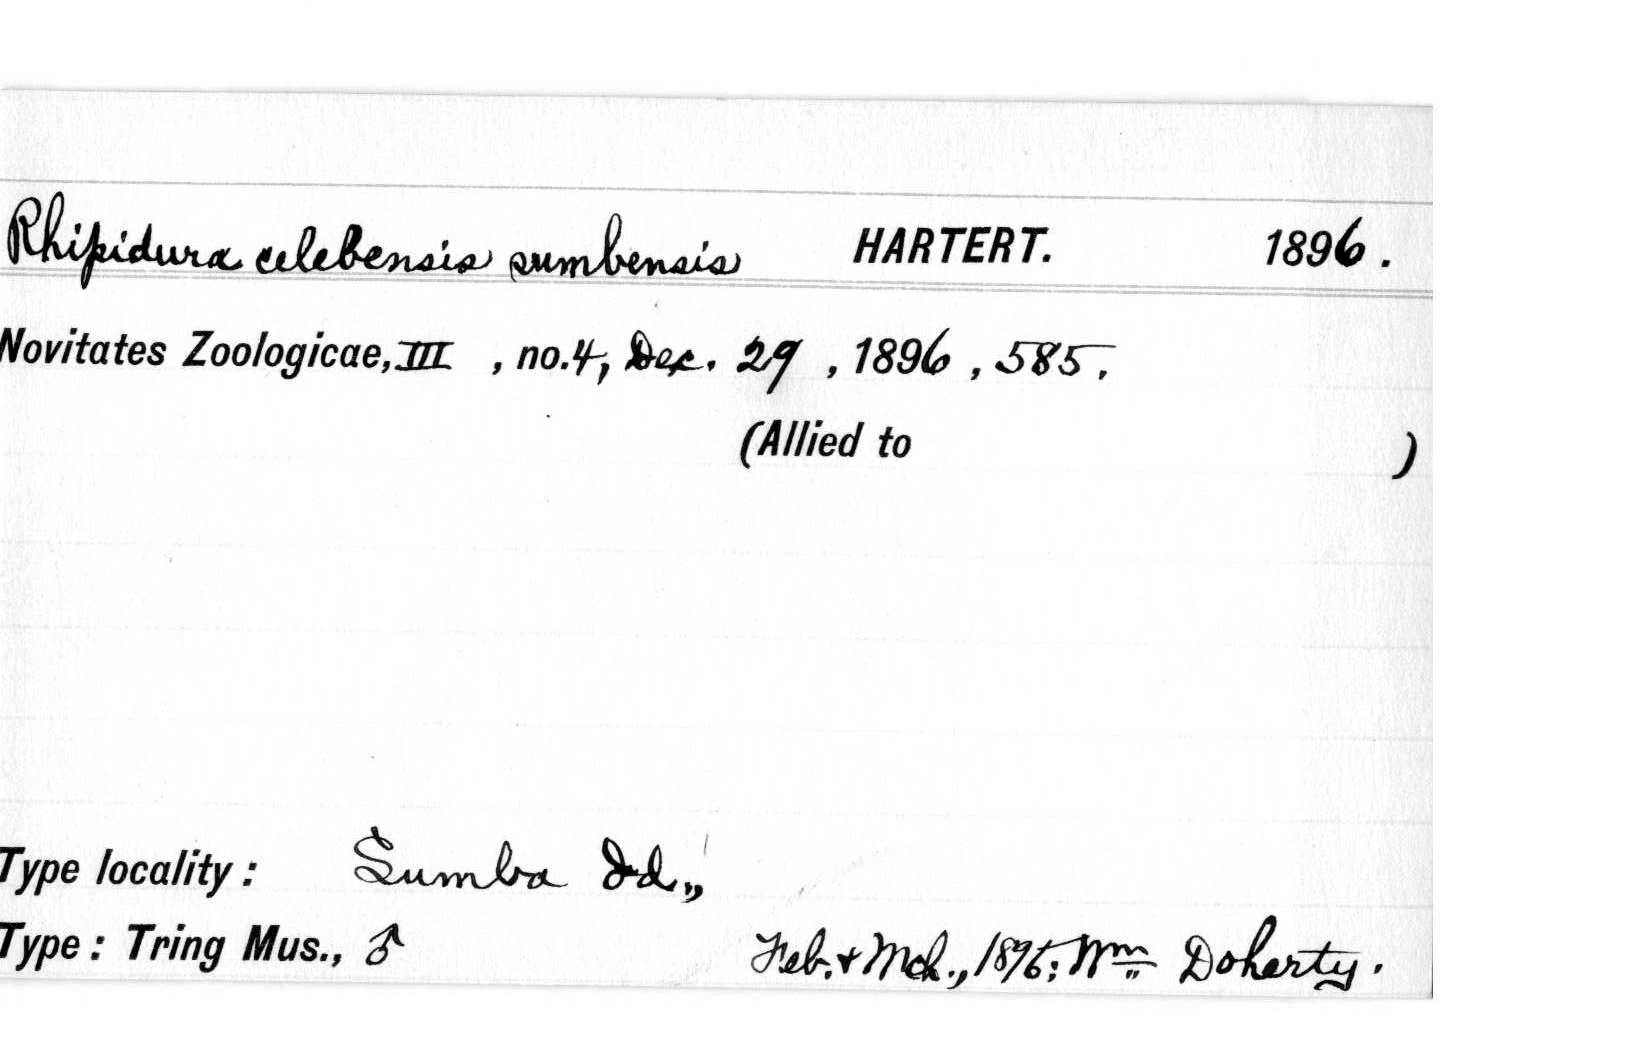 Rhipidura celebensis sumbensis HARTERT. 1896.
Novitates Zoologicae, III , no.4, Dec. 29 , 1896 , 585.
(Allied to )
Type locality : Sumba Id.,
Type : Tring Mus., ♂ Feb. & Mch., 1896; Wm Doherty.